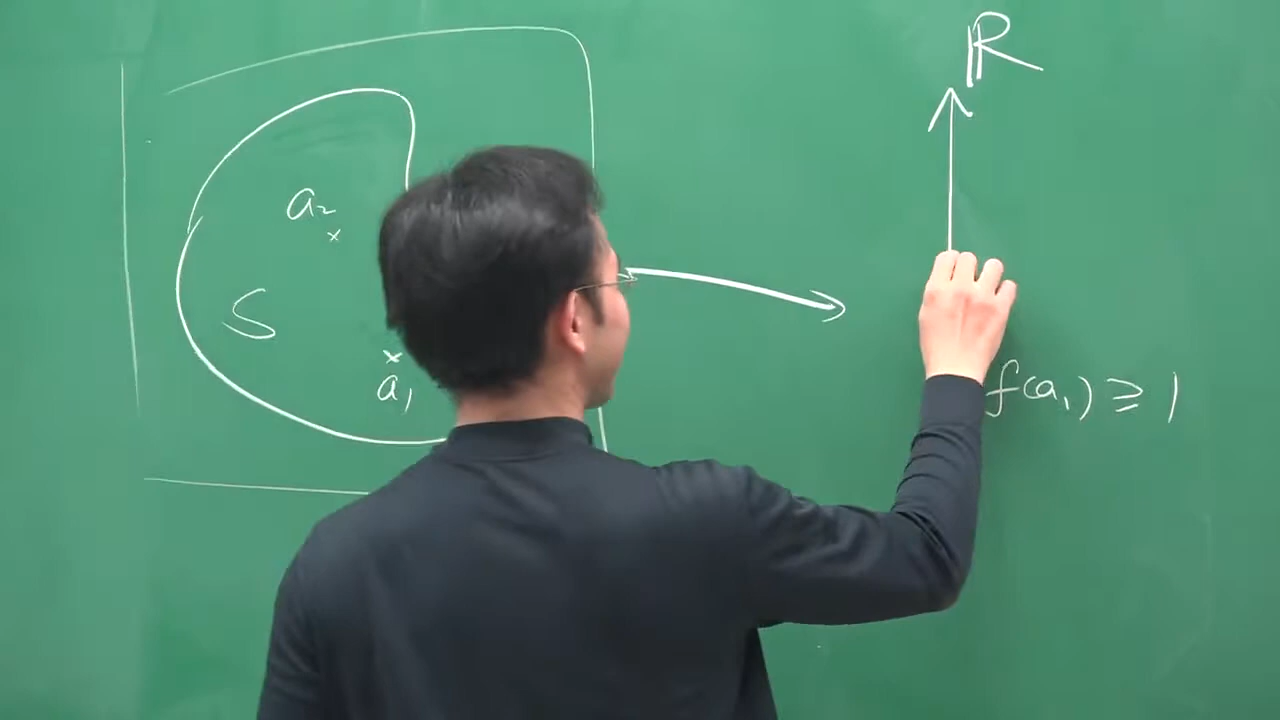 ℝ
a₂
S
a₁
f(a₁) ≥ 1